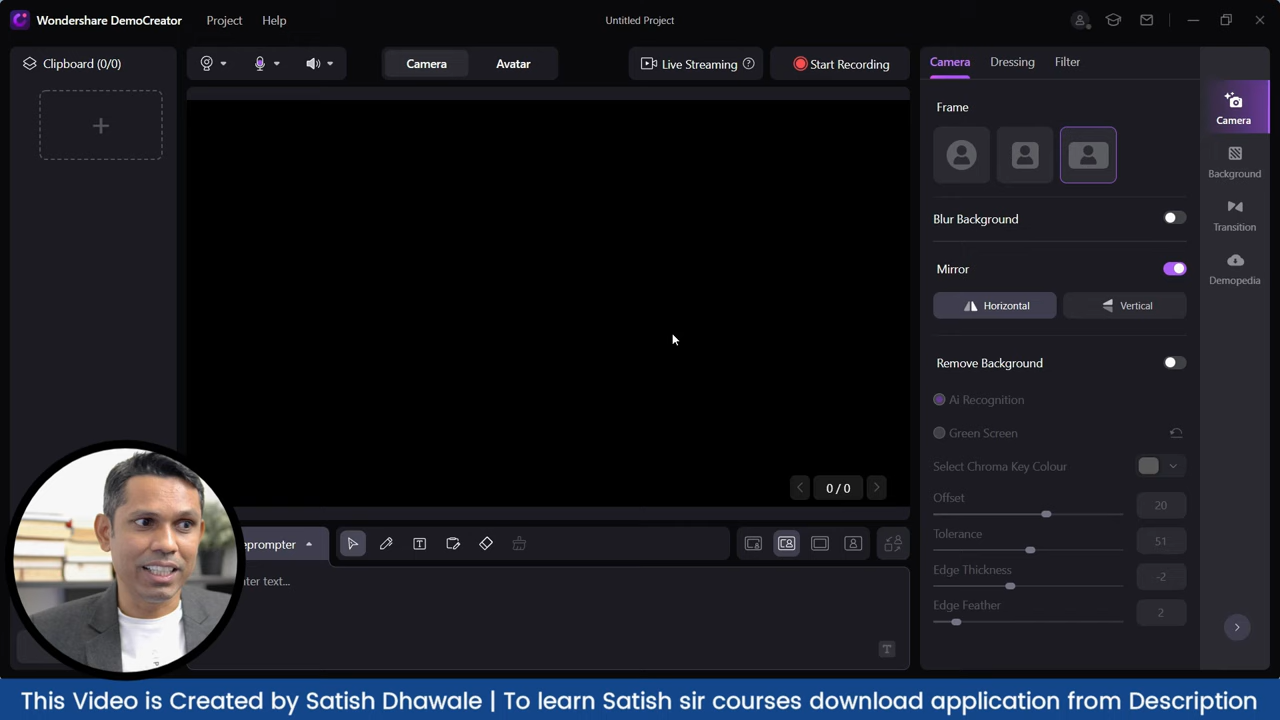 Wondershare DemoCreator
Project
Help
Untitled Project
Clipboard (0/0)
Camera
Avatar
Live Streaming
Start Recording
Camera
Dressing
Filter
Frame
Camera
Background
Blur Background
Transition
Mirror
Demopedia
Horizontal
Vertical
Remove Background
Ai Recognition
Green Screen
Select Chroma Key Colour
Offset
20
0 / 0
Tolerance
51
eprompter
Edge Thickness
-2
ter text...
Edge Feather
2
This Video is Created by Satish Dhawale | To learn Satish sir courses download application from Description